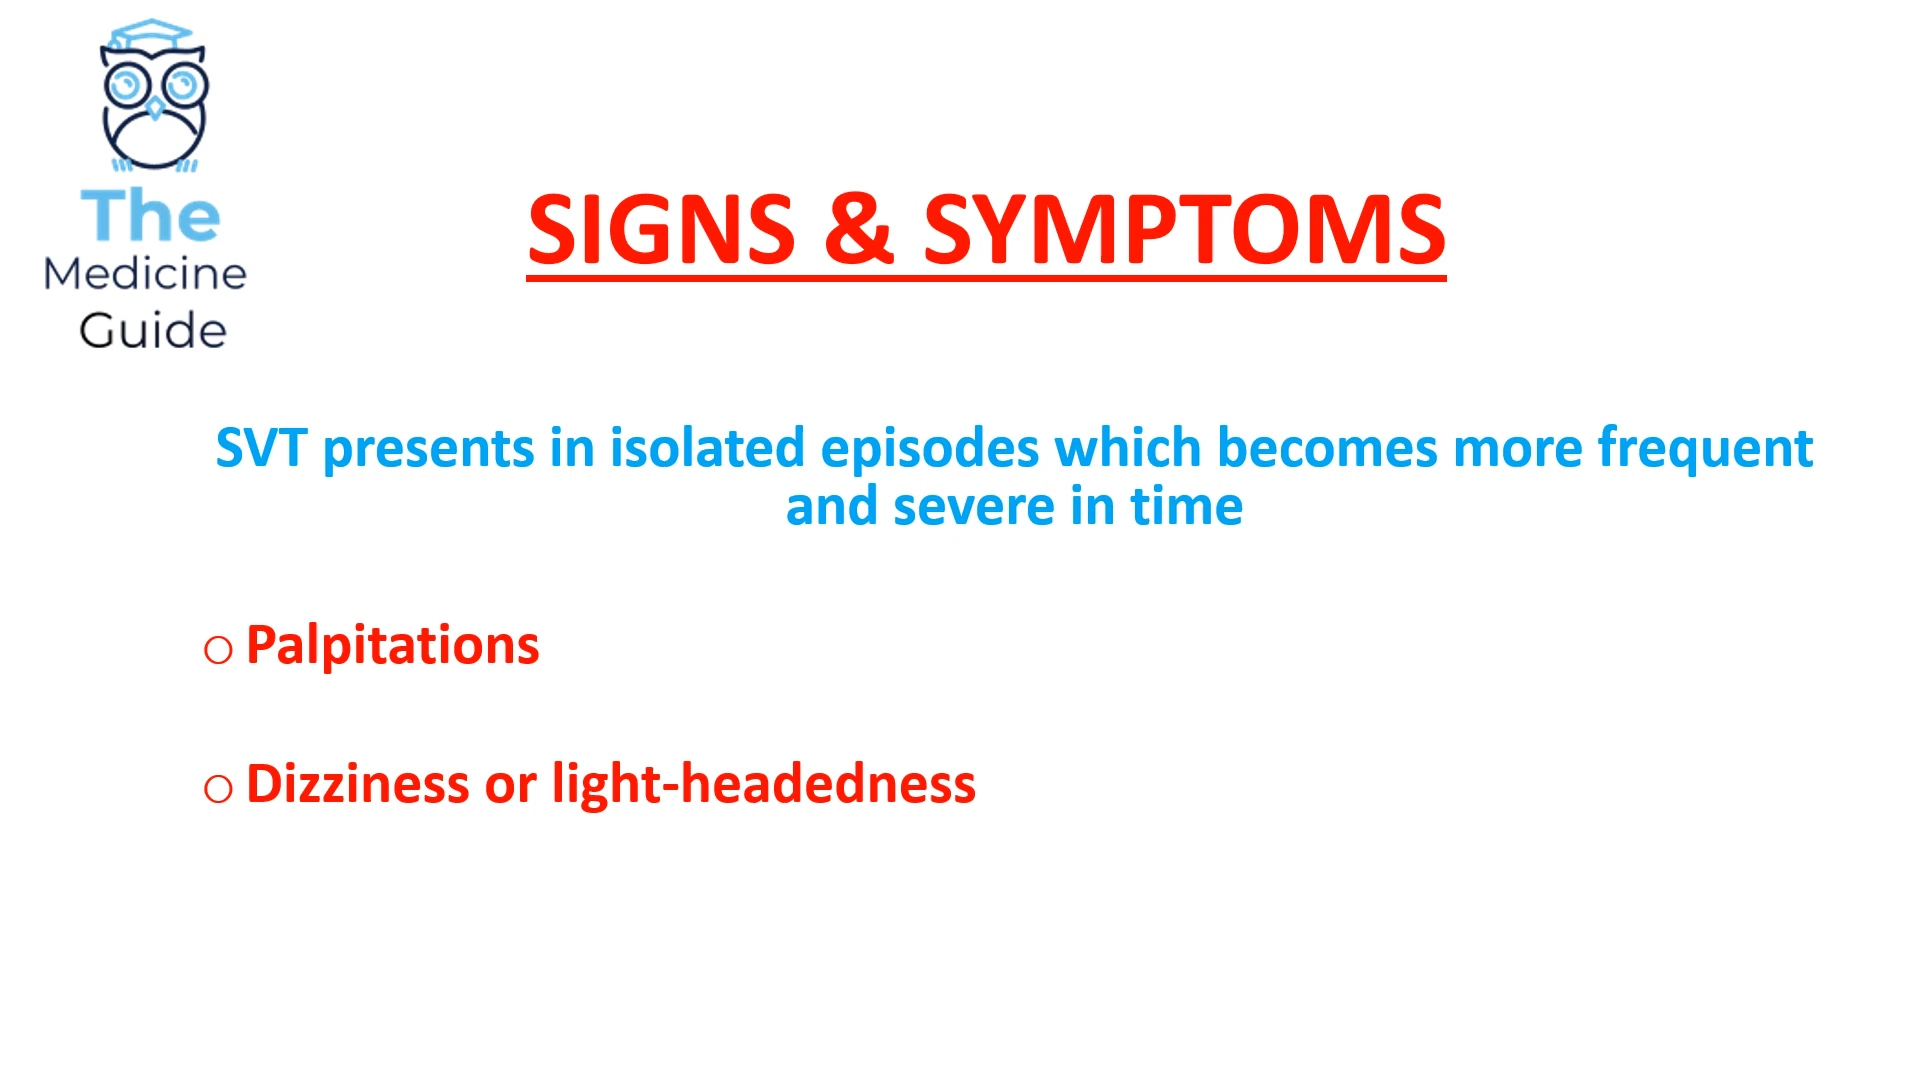 The
Medicine
Guide
SIGNS & SYMPTOMS
SVT presents in isolated episodes which becomes more frequent
and severe in time
o Palpitations
o Dizziness or light-headedness